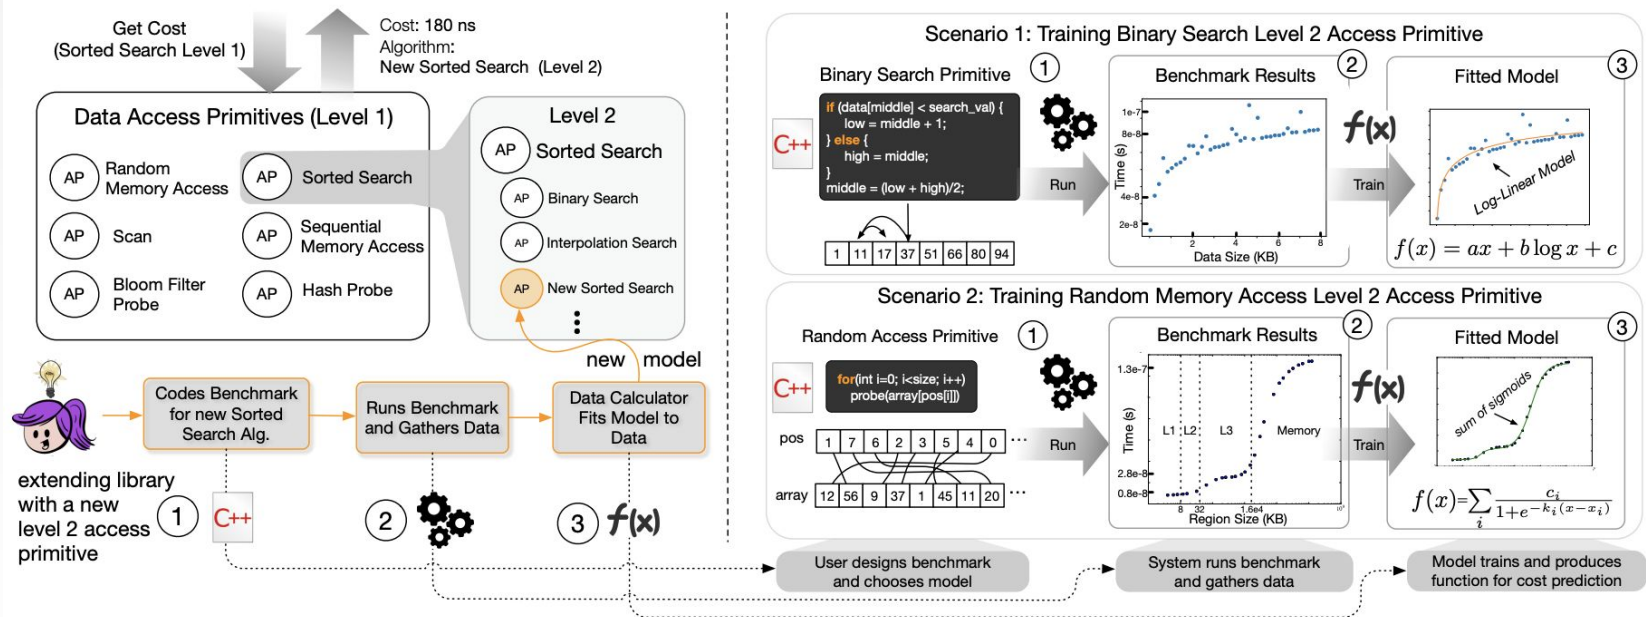 Get Cost
(Sorted Search Level 1)
Cost: 180 ns
Algorithm:
New Sorted Search (Level 2)
Data Access Primitives (Level 1)
AP
Random
Memory Access
AP
Sorted Search
AP
Scan
AP
Sequential
Memory Access
AP
Bloom Filter
Probe
AP
Hash Probe
Level 2
AP
Sorted Search
AP
Binary Search
AP
Interpolation Search
AP
New Sorted Search
new model
Codes Benchmark
for new Sorted
Search Alg.
Runs Benchmark
and Gathers Data
Data Calculator
Fits Model to
Data
extending library
with a new
level 2 access
primitive
1
C++
2
3
f(x)
Scenario 1: Training Binary Search Level 2 Access Primitive
Binary Search Primitive
1
C++
if (data[middle] < search_val) {
low = middle + 1;
} else {
high = middle;
}
middle = (low + high)/2;
1 11 17 37 51 66 80 94
Run
Benchmark Results
2
1e-7
8e-8
4e-8
2e-8
Time (s)
2 4 6 8
Data Size (KB)
f(x)
Train
Fitted Model
3
Log-Linear Model
f(x) = ax + b log x + c
Scenario 2: Training Random Memory Access Level 2 Access Primitive
Random Access Primitive
1
C++
for(int i=0; i<size; i++)
probe(array[pos[i]])
pos
1 7 6 2 3 5 4 0 ...
array
12 56 9 37 1 45 11 20 ...
Run
Benchmark Results
2
1.3e-7
2.8e-8
0.8e-8
Time (s)
L1 L2 L3 Memory
8 32 1.6e4
Region Size (KB)
f(x)
Train
Fitted Model
3
sum of sigmoids
f(x)=∑i ci/1+e^-ki(x-xi)
User designs benchmark
and chooses model
System runs benchmark
and gathers data
Model trains and produces
function for cost prediction